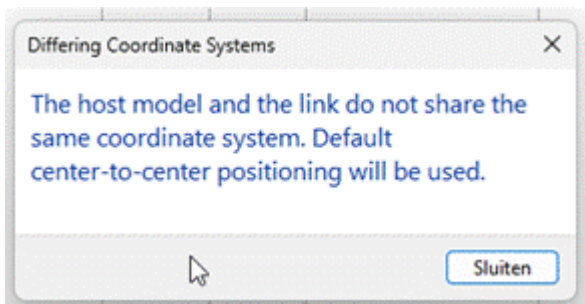 Differing Coordinate Systems
The host model and the link do not share the
same coordinate system. Default
center-to-center positioning will be used.
Sluiten